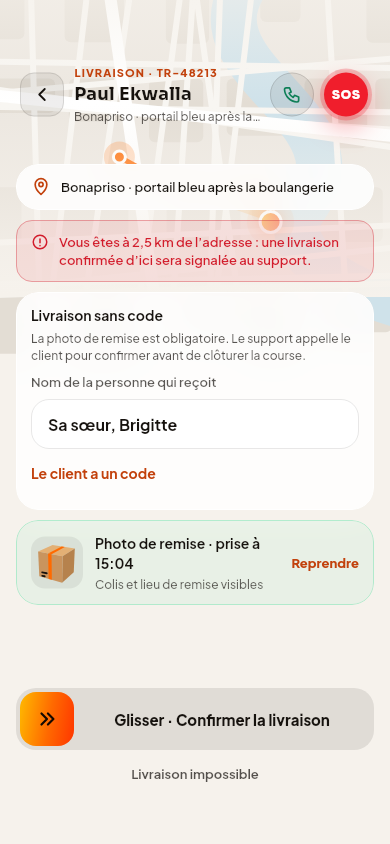 LIVRAISON · TR-48213
Paul Ekwalla
Bonapriso · portail bleu après la…
SOS
Bonapriso · portail bleu après la boulangerie
Vous êtes à 2,5 km de l’adresse : une livraison
confirmée d’ici sera signalée au support.
Livraison sans code
La photo de remise est obligatoire. Le support appelle le
client pour confirmer avant de clôturer la course.
Nom de la personne qui reçoit
Sa sœur, Brigitte
Le client a un code
Photo de remise · prise à
15:04
Colis et lieu de remise visibles
Reprendre
Glisser · Confirmer la livraison
Livraison impossible